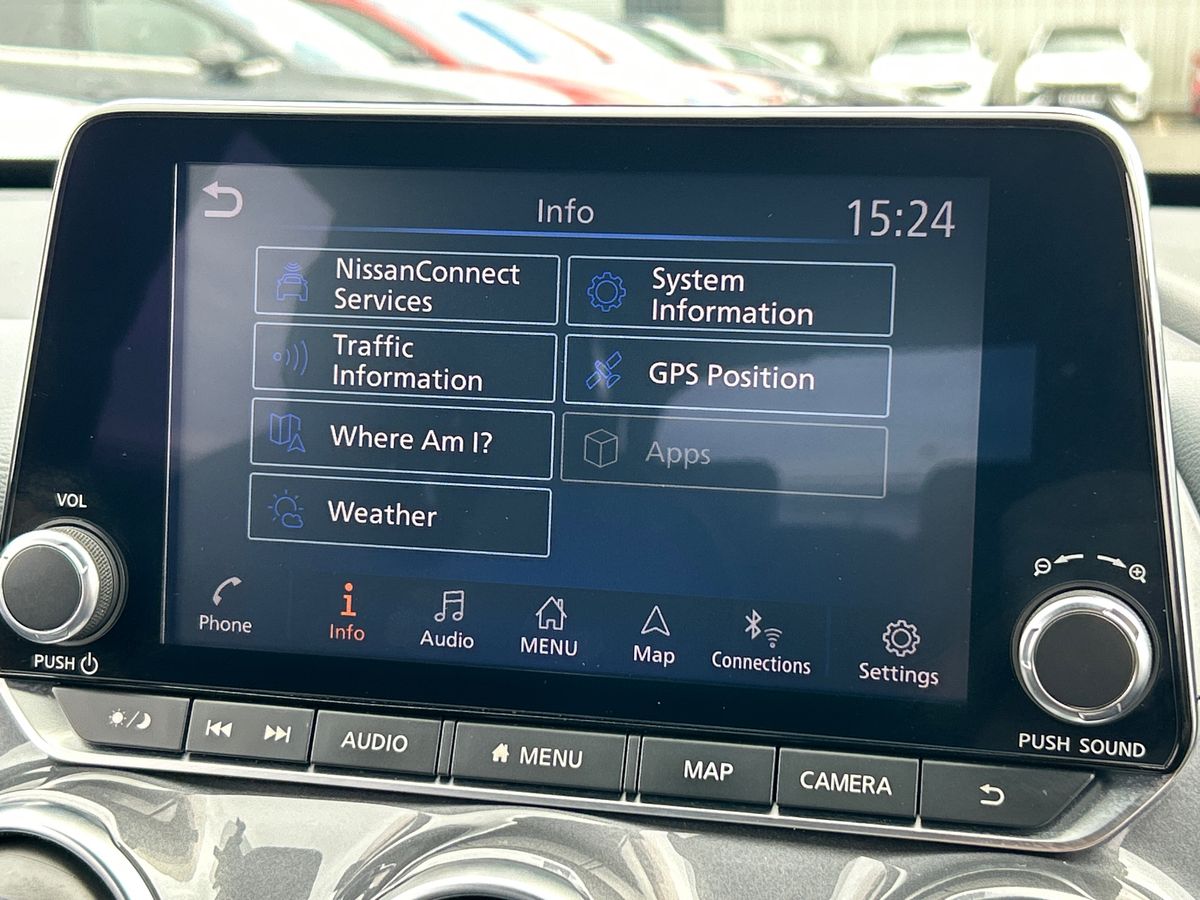 Info
15:24
NissanConnect
Services
System
Information
Traffic
Information
GPS Position
Where Am I?
Apps
Weather
VOL
PUSH
Phone
Info
Audio
MENU
Map
Connections
Settings
PUSH SOUND
AUDIO
MENU
MAP
CAMERA